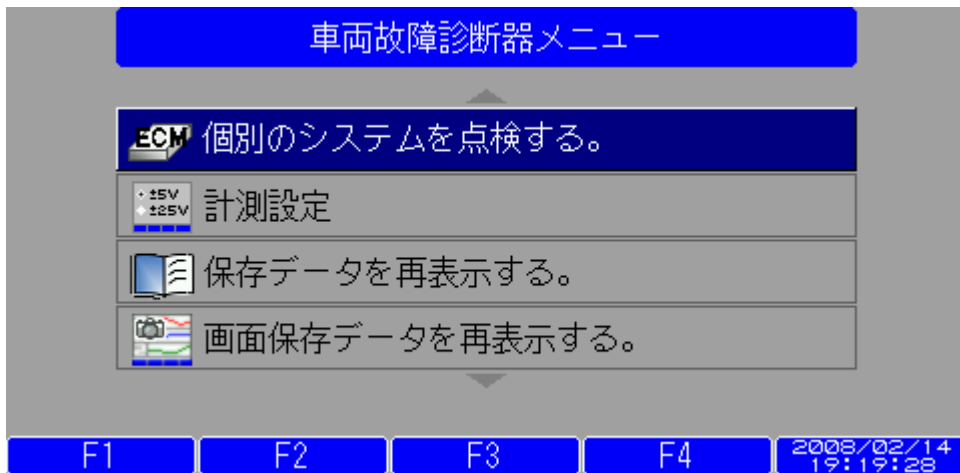 車両故障診断器メニュー
ECM 個別のシステムを点検する。
±5V
±25V
計測設定
保存データを再表示する。
画面保存データを再表示する。
F1 F2 F3 F4 2008/02/14
19:19:28